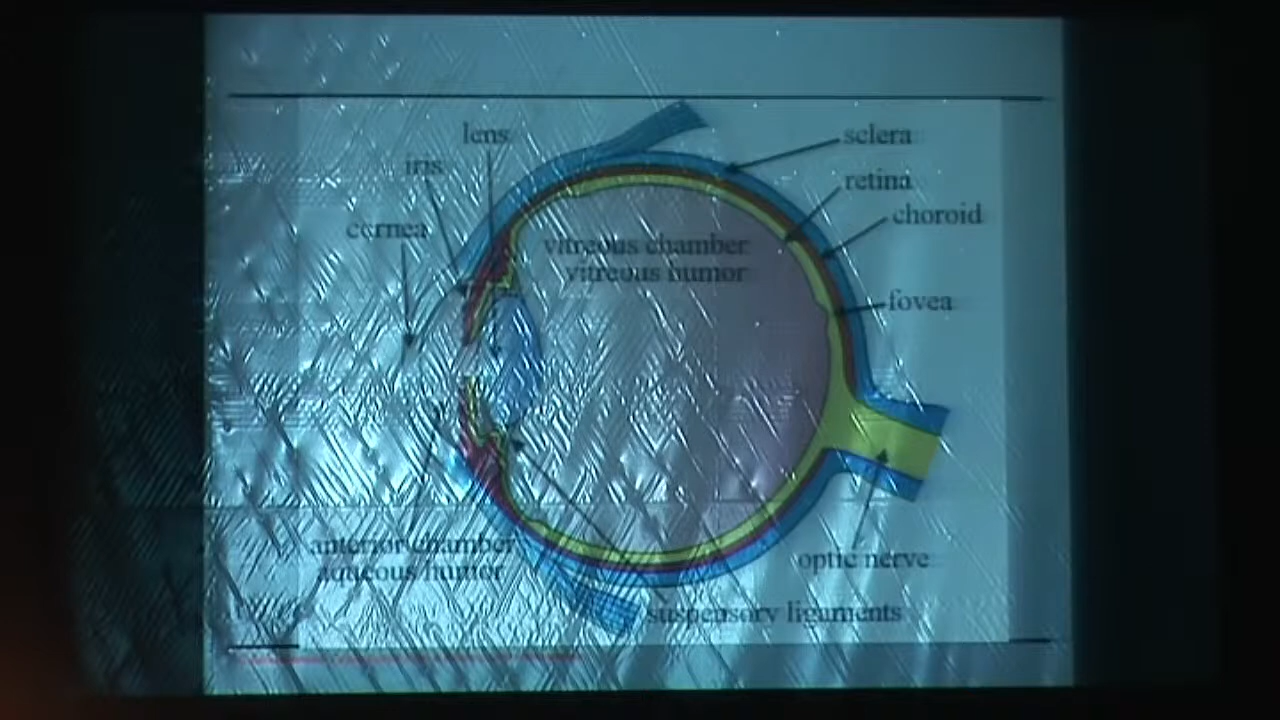 lens
sclera
iris
retina
choroid
cornea
vitreous chamber
vitreous humor
fovea
anterior chamber
aqueous humor
optic nerve
suspensory ligaments